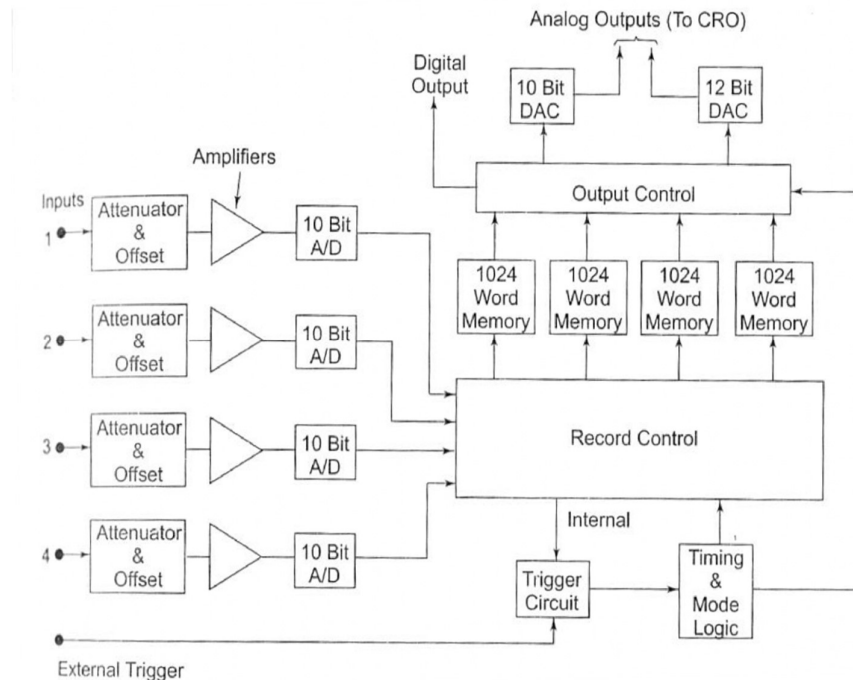 Analog Outputs (To CRO)
Digital
Output
10 Bit
DAC
12 Bit
DAC
Output Control
Amplifiers
Inputs
1
Attenuator
&
Offset
10 Bit
A/D
1024
Word
Memory
1024
Word
Memory
1024
Word
Memory
1024
Word
Memory
2
Attenuator
&
Offset
10 Bit
A/D
3
Attenuator
&
Offset
10 Bit
A/D
Record Control
4
Attenuator
&
Offset
10 Bit
A/D
Internal
Trigger
Circuit
Timing
&
Mode
Logic
External Trigger